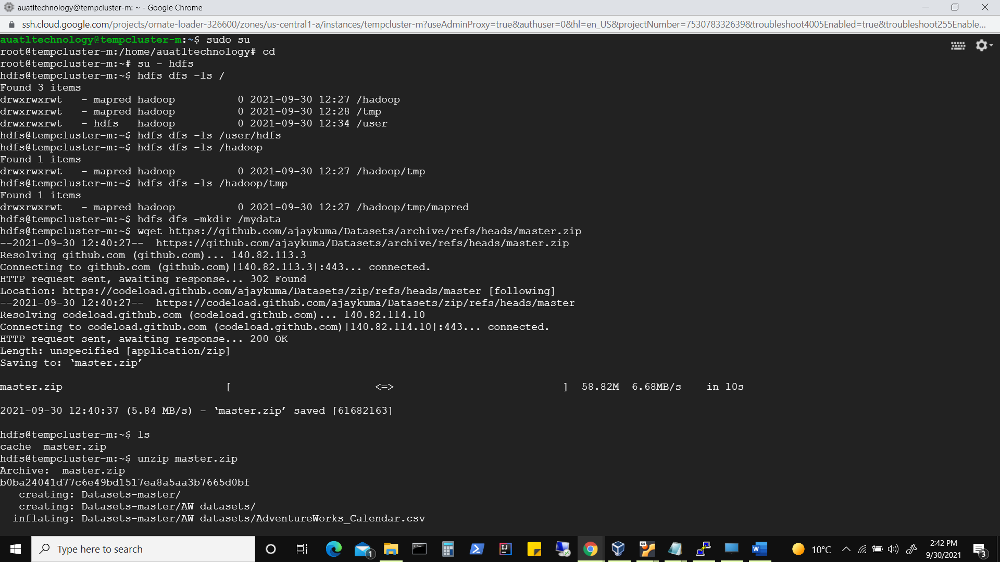 auatltechnology@tempcluster-m: ~ - Google Chrome
ssh.cloud.google.com/projects/ornate-loader-326600/zones/us-central1-a/instances/tempcluster-m?useAdminProxy=true&authuser=0&hl=en_US&projectNumber=753078332639&troubleshoot4005Enabled=true&troubleshoot255Enable...
auatltechnology@tempcluster-m:~$ sudo su
root@tempcluster-m:/home/auatltechnology# cd
root@tempcluster-m:~# su - hdfs
hdfs@tempcluster-m:~$ hdfs dfs -ls /
Found 3 items
drwxrwxrwt   - mapred hadoop          0 2021-09-30 12:27 /hadoop
drwxrwxrwt   - mapred hadoop          0 2021-09-30 12:28 /tmp
drwxrwxrwt   - hdfs   hadoop          0 2021-09-30 12:34 /user
hdfs@tempcluster-m:~$ hdfs dfs -ls /user/hdfs
hdfs@tempcluster-m:~$ hdfs dfs -ls /hadoop
Found 1 items
drwxrwxrwt   - mapred hadoop          0 2021-09-30 12:27 /hadoop/tmp
hdfs@tempcluster-m:~$ hdfs dfs -ls /hadoop/tmp
Found 1 items
drwxrwxrwt   - mapred hadoop          0 2021-09-30 12:27 /hadoop/tmp/mapred
hdfs@tempcluster-m:~$ hdfs dfs -mkdir /mydata
hdfs@tempcluster-m:~$ wget https://github.com/ajaykuma/Datasets/archive/refs/heads/master.zip
--2021-09-30 12:40:27--  https://github.com/ajaykuma/Datasets/archive/refs/heads/master.zip
Resolving github.com (github.com)... 140.82.113.3
Connecting to github.com (github.com)|140.82.113.3|:443... connected.
HTTP request sent, awaiting response... 302 Found
Location: https://codeload.github.com/ajaykuma/Datasets/zip/refs/heads/master [following]
--2021-09-30 12:40:27--  https://codeload.github.com/ajaykuma/Datasets/zip/refs/heads/master
Resolving codeload.github.com (codeload.github.com)... 140.82.114.10
Connecting to codeload.github.com (codeload.github.com)|140.82.114.10|:443... connected.
HTTP request sent, awaiting response... 200 OK
Length: unspecified [application/zip]
Saving to: ‘master.zip’
master.zip                          [                       <=>                           ]  58.82M  6.68MB/s    in 10s
2021-09-30 12:40:37 (5.84 MB/s) - ‘master.zip’ saved [61682163]
hdfs@tempcluster-m:~$ ls
cache  master.zip
hdfs@tempcluster-m:~$ unzip master.zip
Archive:  master.zip
b0ba24041d77c6e49bd1517ea8a5aa3b7665d0bf
   creating: Datasets-master/
   creating: Datasets-master/AW datasets/
  inflating: Datasets-master/AW datasets/AdventureWorks_Calendar.csv
Type here to search
1
IJ
64
W
10°C
2:42 PM
9/30/2021
3